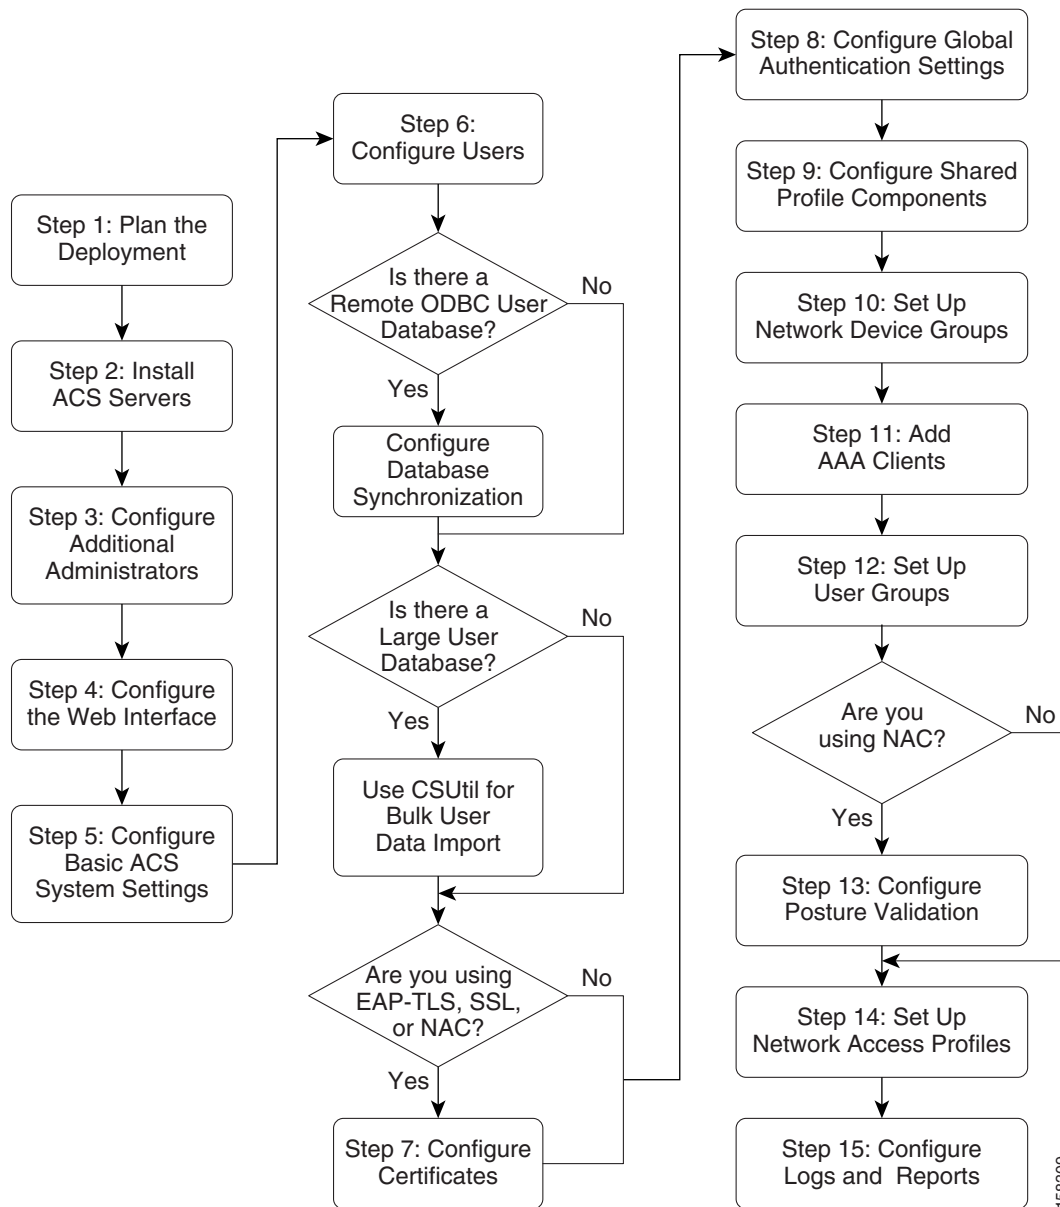 Step 1: Plan the
Deployment
Step 2: Install
ACS Servers
Step 3: Configure
Additional
Administrators
Step 4: Configure
the Web Interface
Step 5: Configure
Basic ACS
System Settings
Step 6:
Configure Users
Is there a
Remote ODBC User
Database?
No
Yes
Configure
Database
Synchronization
Is there a
Large User
Database?
No
Yes
Use CSUtil for
Bulk User
Data Import
Are you using
EAP-TLS, SSL,
or NAC?
No
Yes
Step 7: Configure
Certificates
Step 8: Configure Global
Authentication Settings
Step 9: Configure Shared
Profile Components
Step 10: Set Up
Network Device Groups
Step 11: Add
AAA Clients
Step 12: Set Up
User Groups
Are you
using NAC?
No
Yes
Step 13: Configure
Posture Validation
Step 14: Set Up
Network Access Profiles
Step 15: Configure
Logs and Reports